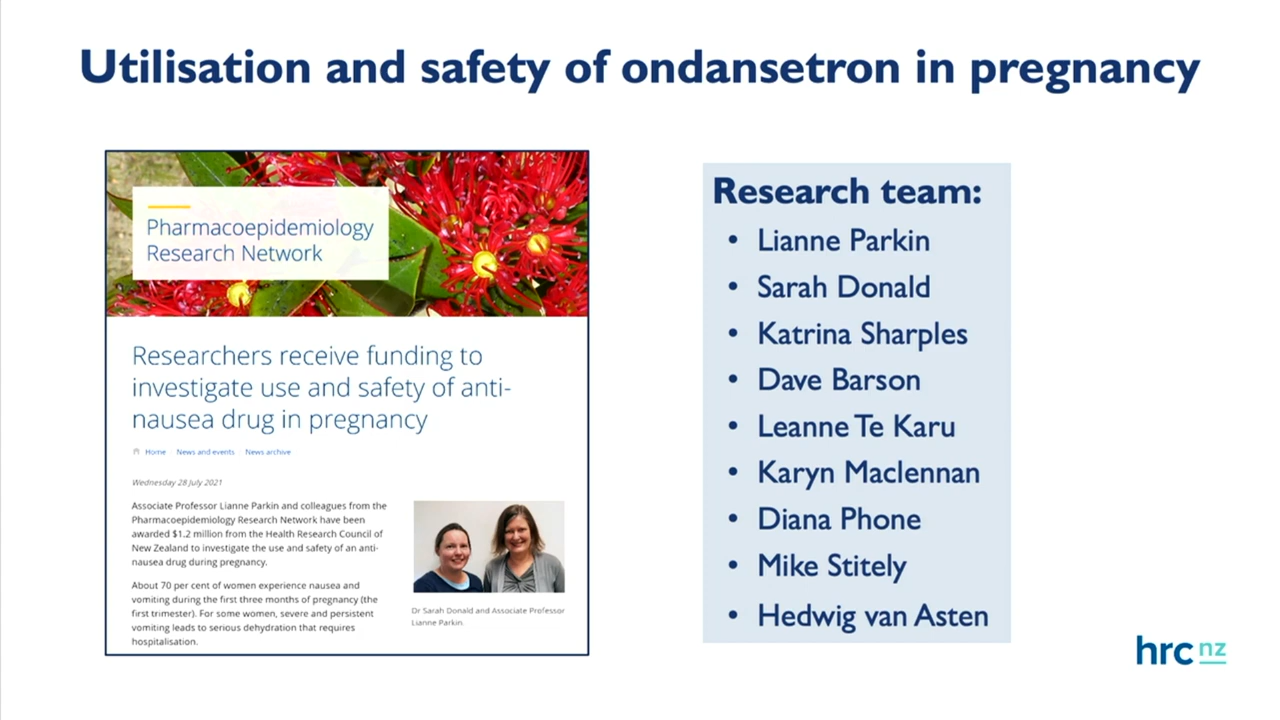 Utilisation and safety of ondansetron in pregnancy
Pharmacoepidemiology
Research Network
Researchers receive funding to
investigate use and safety of anti-
nausea drug in pregnancy
Home News and events News archive
Wednesday 28 July 2021
Associate Professor Lianne Parkin and colleagues from the
Pharmacoepidemiology Research Network have been
awarded $1.2 million from the Health Research Council of
New Zealand to investigate the use and safety of an anti-
nausea drug during pregnancy.
About 70 per cent of women experience nausea and
vomiting during the first three months of pregnancy (the
first trimester). For some women, severe and persistent
vomiting leads to serious dehydration that requires
hospitalisation.
Dr Sarah Donald and Associate Professor
Lianne Parkin.
Research team:
• Lianne Parkin
• Sarah Donald
• Katrina Sharples
• Dave Barson
• Leanne Te Karu
• Karyn Maclennan
• Diana Phone
• Mike Stitely
• Hedwig van Asten
hrc nz